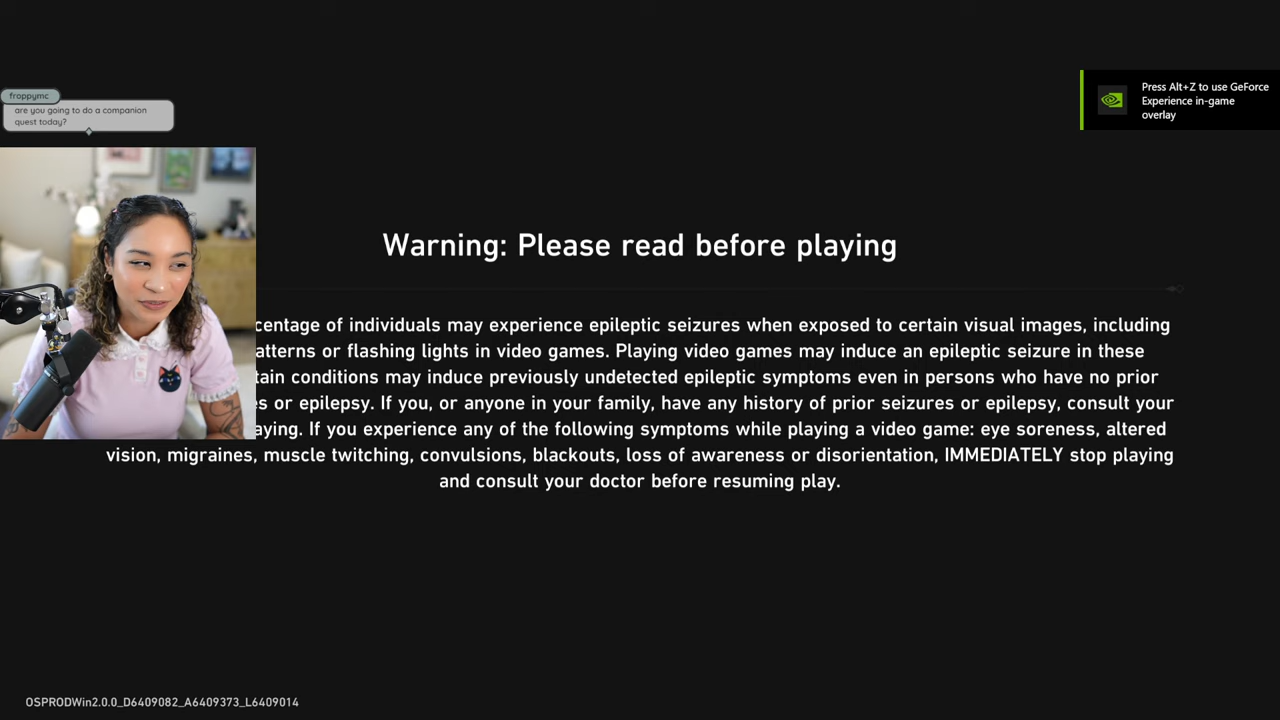 froppymc
are you going to do a companion
quest today?
Press Alt+Z to use GeForce
Experience in-game
overlay
Warning: Please read before playing
centage of individuals may experience epileptic seizures when exposed to certain visual images, including
atterns or flashing lights in video games. Playing video games may induce an epileptic seizure in these
tain conditions may induce previously undetected epileptic symptoms even in persons who have no prior
es or epilepsy. If you, or anyone in your family, have any history of prior seizures or epilepsy, consult your
aying. If you experience any of the following symptoms while playing a video game: eye soreness, altered
vision, migraines, muscle twitching, convulsions, blackouts, loss of awareness or disorientation, IMMEDIATELY stop playing
and consult your doctor before resuming play.
OSPRODWin2.0.0_D6409082_A6409373_L6409014